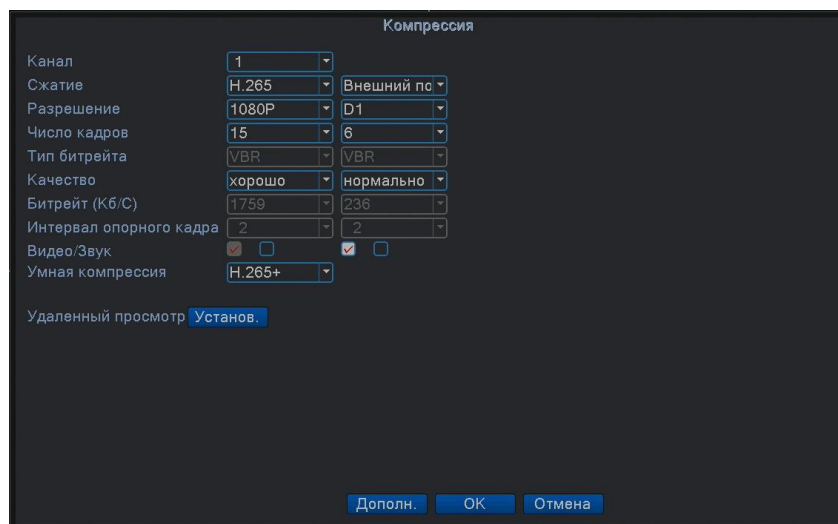 Компрессия
Канал 1
Сжатие H.265 Внешний по
Разрешение 1080P D1
Число кадров 15 6
Тип битрейта VBR VBR
Качество хорошо нормально
Битрейт (Кб/С) 1759 236
Интервал опорного кадра 2 2
Видео/Звук
Умная компрессия H.265+
Удаленный просмотр Установ.
Дополн. OK Отмена